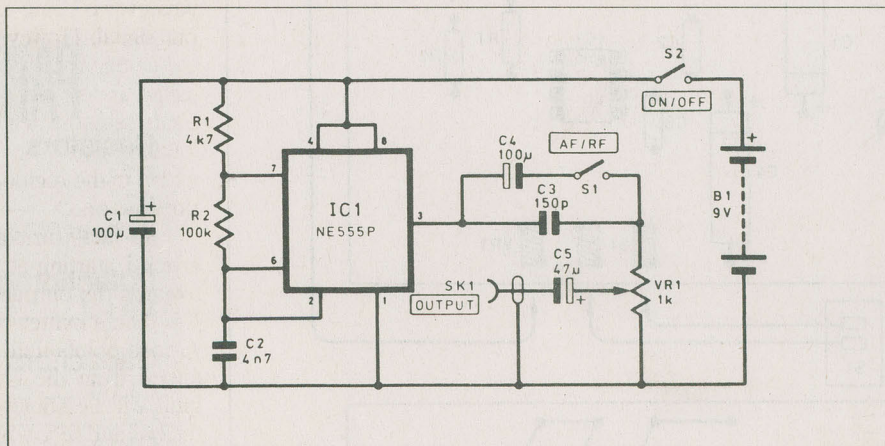 S2
ON/OFF
R1
4k7
4
8
C4
100µ
AF/RF
S1
7
C3
150p
+
B1
9V
IC1
NE555P
3
+
C1
100µ
R2
100k
6
C5
47µ
+
VR1
1k
SK1
OUTPUT
2
1
C2
4n7